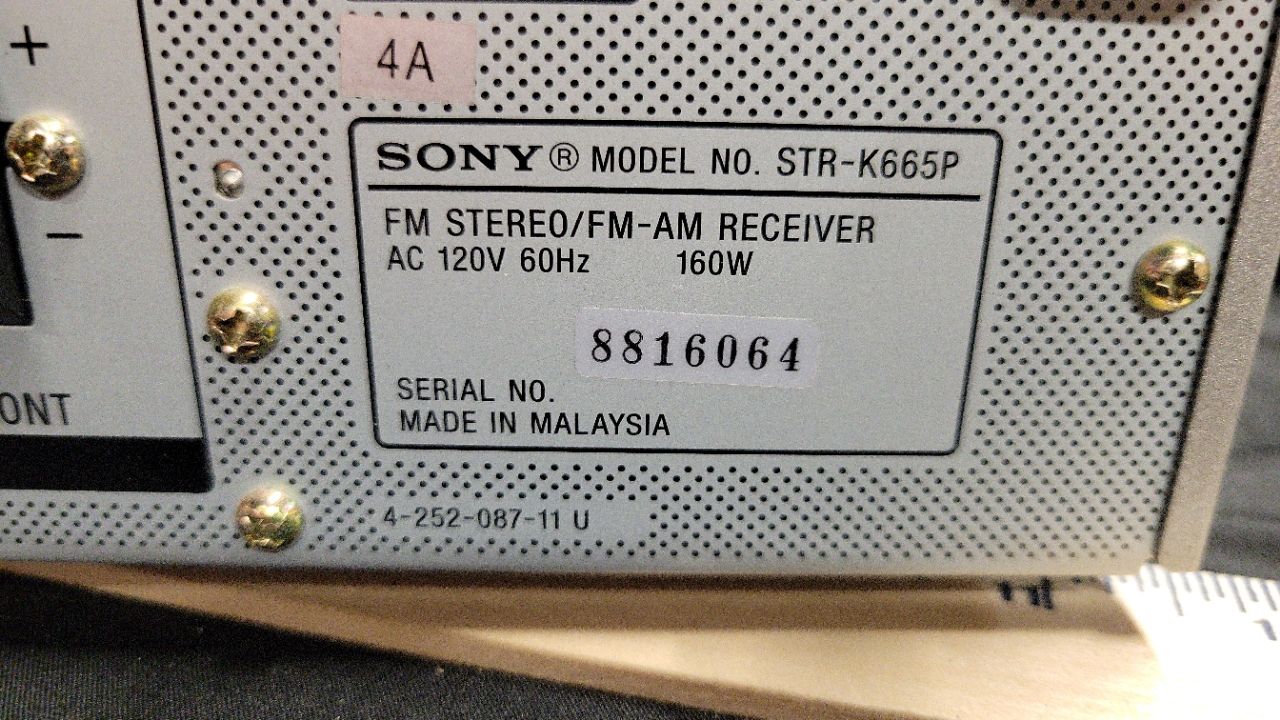 +
4A
SONY® MODEL NO. STR-K665P
FM STEREO/FM-AM RECEIVER
AC 120V 60Hz 160W
–
8816064
SERIAL NO.
MADE IN MALAYSIA
ONT
4-252-087-11 U